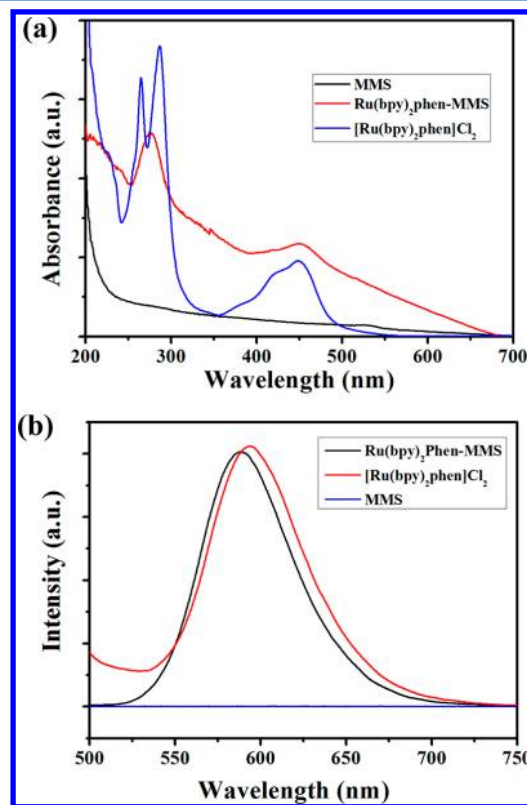 (a)
MMS
Ru(bpy)₂phen-MMS
[Ru(bpy)₂phen]Cl₂
Absorbance (a.u.)
200 300 400 500 600 700
Wavelength (nm)
(b)
Ru(bpy)₂Phen-MMS
[Ru(bpy)₂phen]Cl₂
MMS
Intensity (a.u.)
500 550 600 650 700 750
Wavelength (nm)